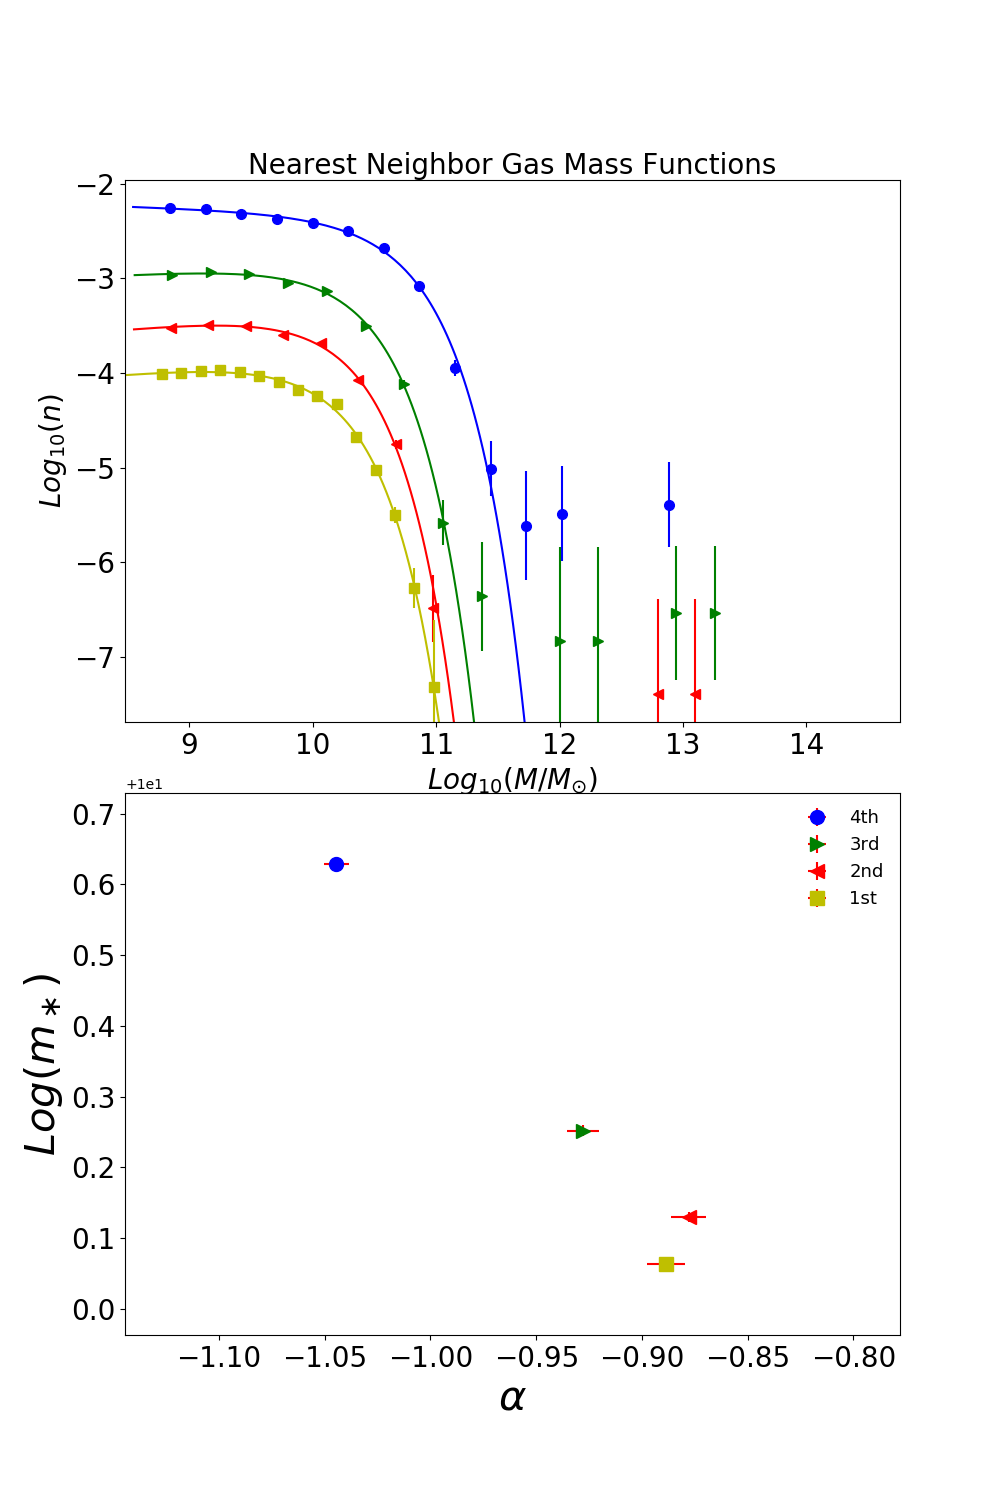 Nearest Neighbor Gas Mass Functions
−2
−3
−4
−5
−6
−7
Log₁₀(n)
9 10 11 12 13 14
Log₁₀(M/M☉)
+1e1
0.7
0.6
0.5
0.4
0.3
0.2
0.1
0.0
Log(m∗)
4th
3rd
2nd
1st
−1.10 −1.05 −1.00 −0.95 −0.90 −0.85 −0.80
α